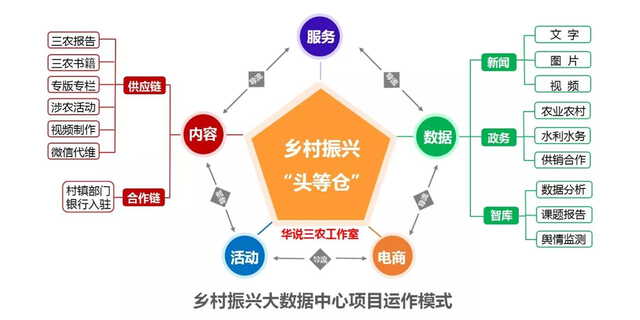 服务
三农报告
三农书籍
专版专栏
涉农活动
视频制作
微信代维
供应链
村镇部门
银行入驻
合作链
内容
导流
导流
乡村振兴
“头等仓”
华说三农工作室
数据
新闻
文 字
图 片
视 频
政务
农业农村
水利水务
供销合作
智库
数据分析
课题报告
舆情监测
导流
导流
活动
导流
电商
乡村振兴大数据中心项目运作模式